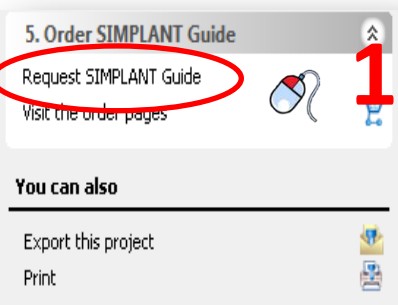 5. Order SIMPLANT Guide
Request SIMPLANT Guide
1
Visit the order pages
You can also
Export this project
Print